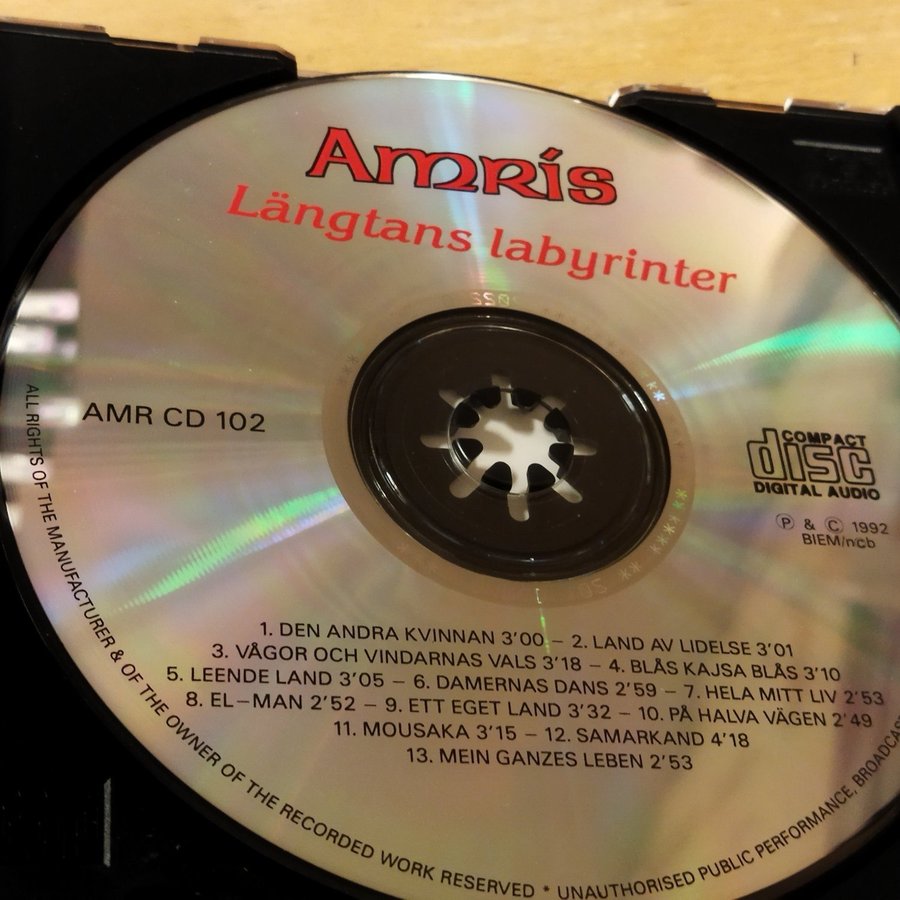 Amrís
Längtans labyrinter
AMR CD 102
COMPACT
disc
DIGITAL AUDIO
Ⓟ & Ⓒ 1992
BIEM/ncb
1. DEN ANDRA KVINNAN 3'00 – 2. LAND AV LIDELSE 3'01
3. VÅGOR OCH VINDARNAS VALS 3'18 – 4. BLÅS KAJSA BLÅS 3'10
5. LEENDE LAND 3'05 – 6. DAMERNAS DANS 2'59 – 7. HELA MITT LIV 2'53
8. EL–MAN 2'52 – 9. ETT EGET LAND 3'32 – 10. PÅ HALVA VÄGEN 2'49
11. MOUSAKA 3'15 – 12. SAMARKAND 4'18
13. MEIN GANZES LEBEN 2'53
ALL RIGHTS OF THE MANUFACTURER & OF THE OWNER OF THE RECORDED WORK RESERVED * UNAUTHORISED PUBLIC PERFORMANCE, BROADCAS